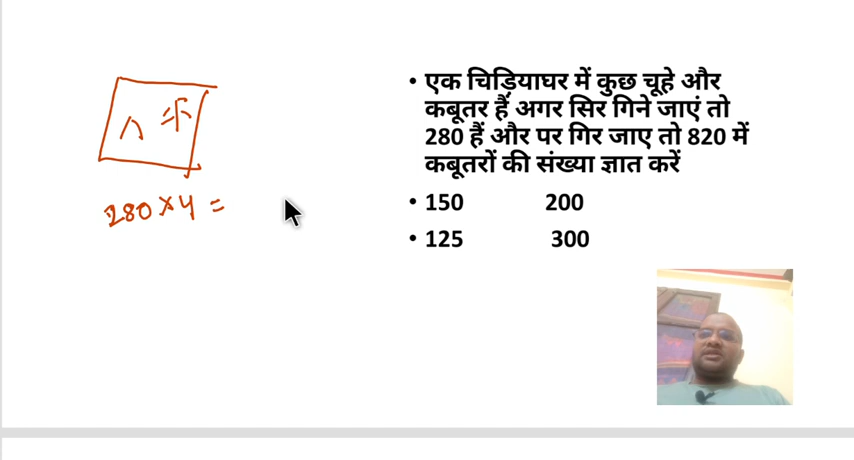 • एक चिड़ियाघर में कुछ चूहे और
कबूतर हैं अगर सिर गिने जाएं तो
280 हैं और पर गिर जाए तो 820 में
कबूतरों की संख्या ज्ञात करें
• 150 200
• 125 300
280 × 4 =